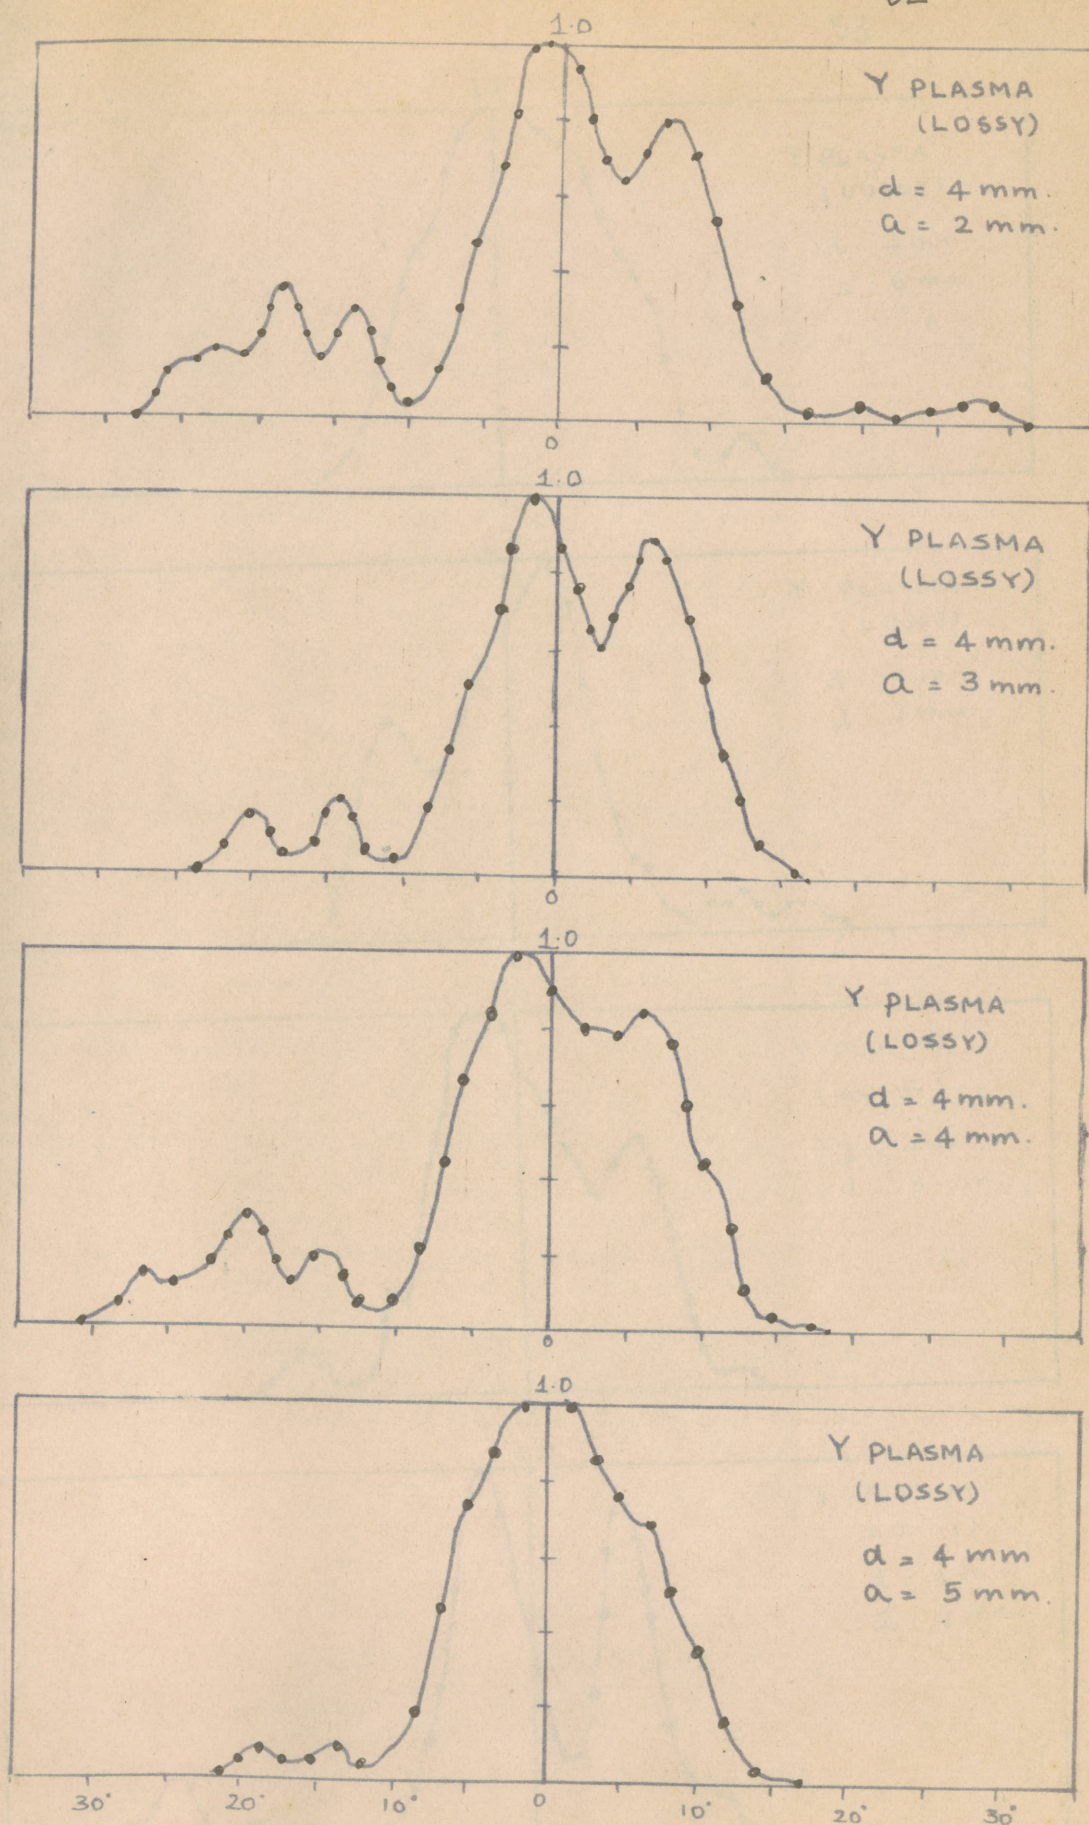 1.0
Y PLASMA
(LOSSY)
d = 4 mm.
a = 2 mm.
0
1.0
Y PLASMA
(LOSSY)
d = 4 mm.
a = 3 mm.
0
1.0
Y PLASMA
(LOSSY)
d = 4 mm.
a = 4 mm.
0
1.0
Y PLASMA
(LOSSY)
d = 4 mm
a = 5 mm.
30° 20° 10° 0 10° 20° 30°